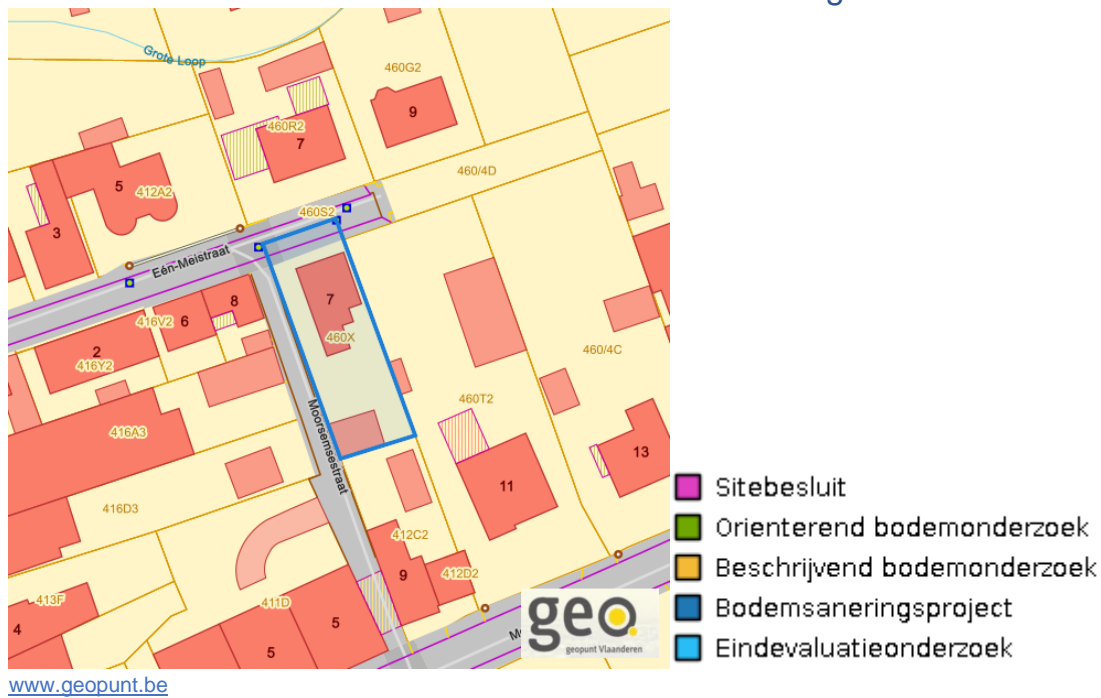 Grote Loop
460G2
9
460R2
7
460/4D
5
412A2
460S2
3
Eén-Meistraat
8
7
416V2
6
460X
2
416Y2
460/4C
460T2
Moorsemsestraat
416A3
13
11
416D3
412C2
9
412D2
413F
4
411D
5
5
geo.
geopunt Vlaanderen
Sitebesluit
Orienterend bodemonderzoek
Beschrijvend bodemonderzoek
Bodemsaneringsproject
Eindevaluatieonderzoek
www.geopunt.be